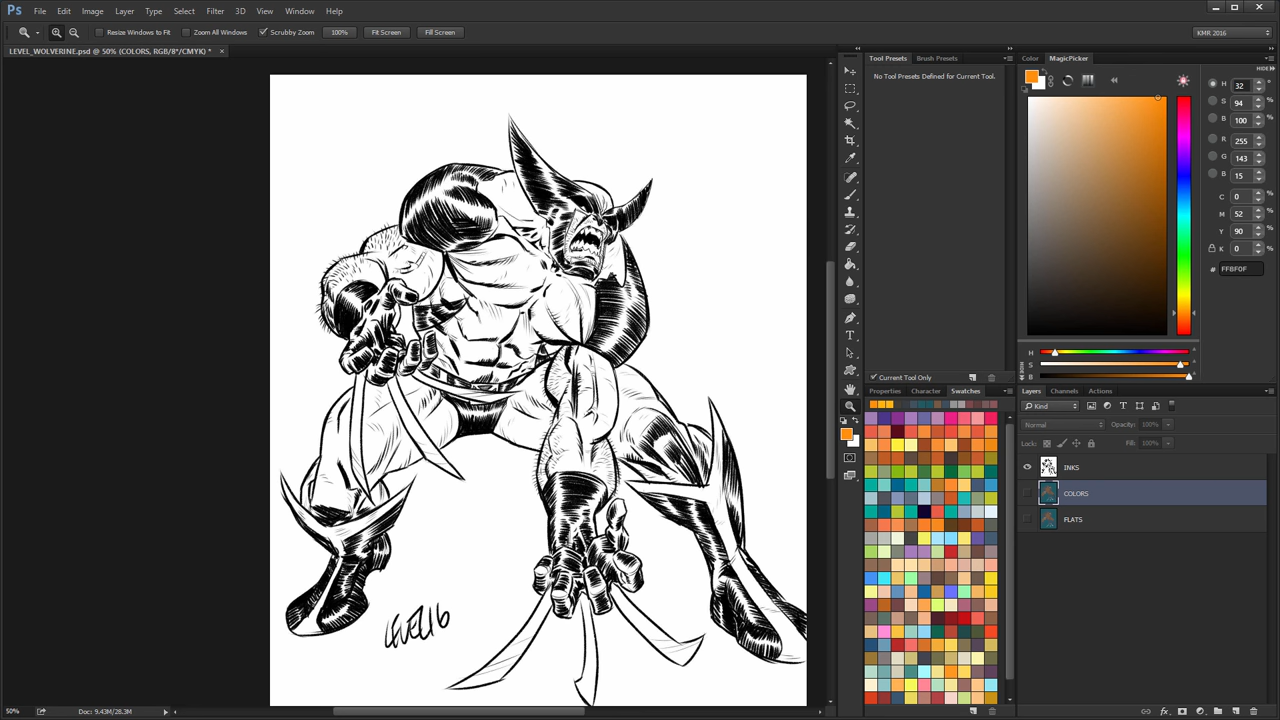 Ps File Edit Image Layer Type Select Filter 3D View Window Help
Resize Windows to Fit Zoom All Windows Scrubby Zoom 100% Fit Screen Fill Screen KMR 2016
LEVEL_WOLVERINE.psd @ 50% (COLORS, RGB/8*/CMYK) * ×
Tool Presets Brush Presets
No Tool Presets Defined for Current Tool.
Current Tool Only
Color MagicPicker
HIDE
H 32 °
S 94 %
B 100 %
R 255
G 143
B 15
C 0 %
M 52 %
Y 90 %
K 0 %
# FF8F0F
H
S
B
Properties Character Swatches
Layers Channels Actions
Kind
Normal Opacity: 100%
Lock: Fill: 100%
INKS
COLORS
FLATS
LEVEL16
50% Doc: 9.43M/28.3M